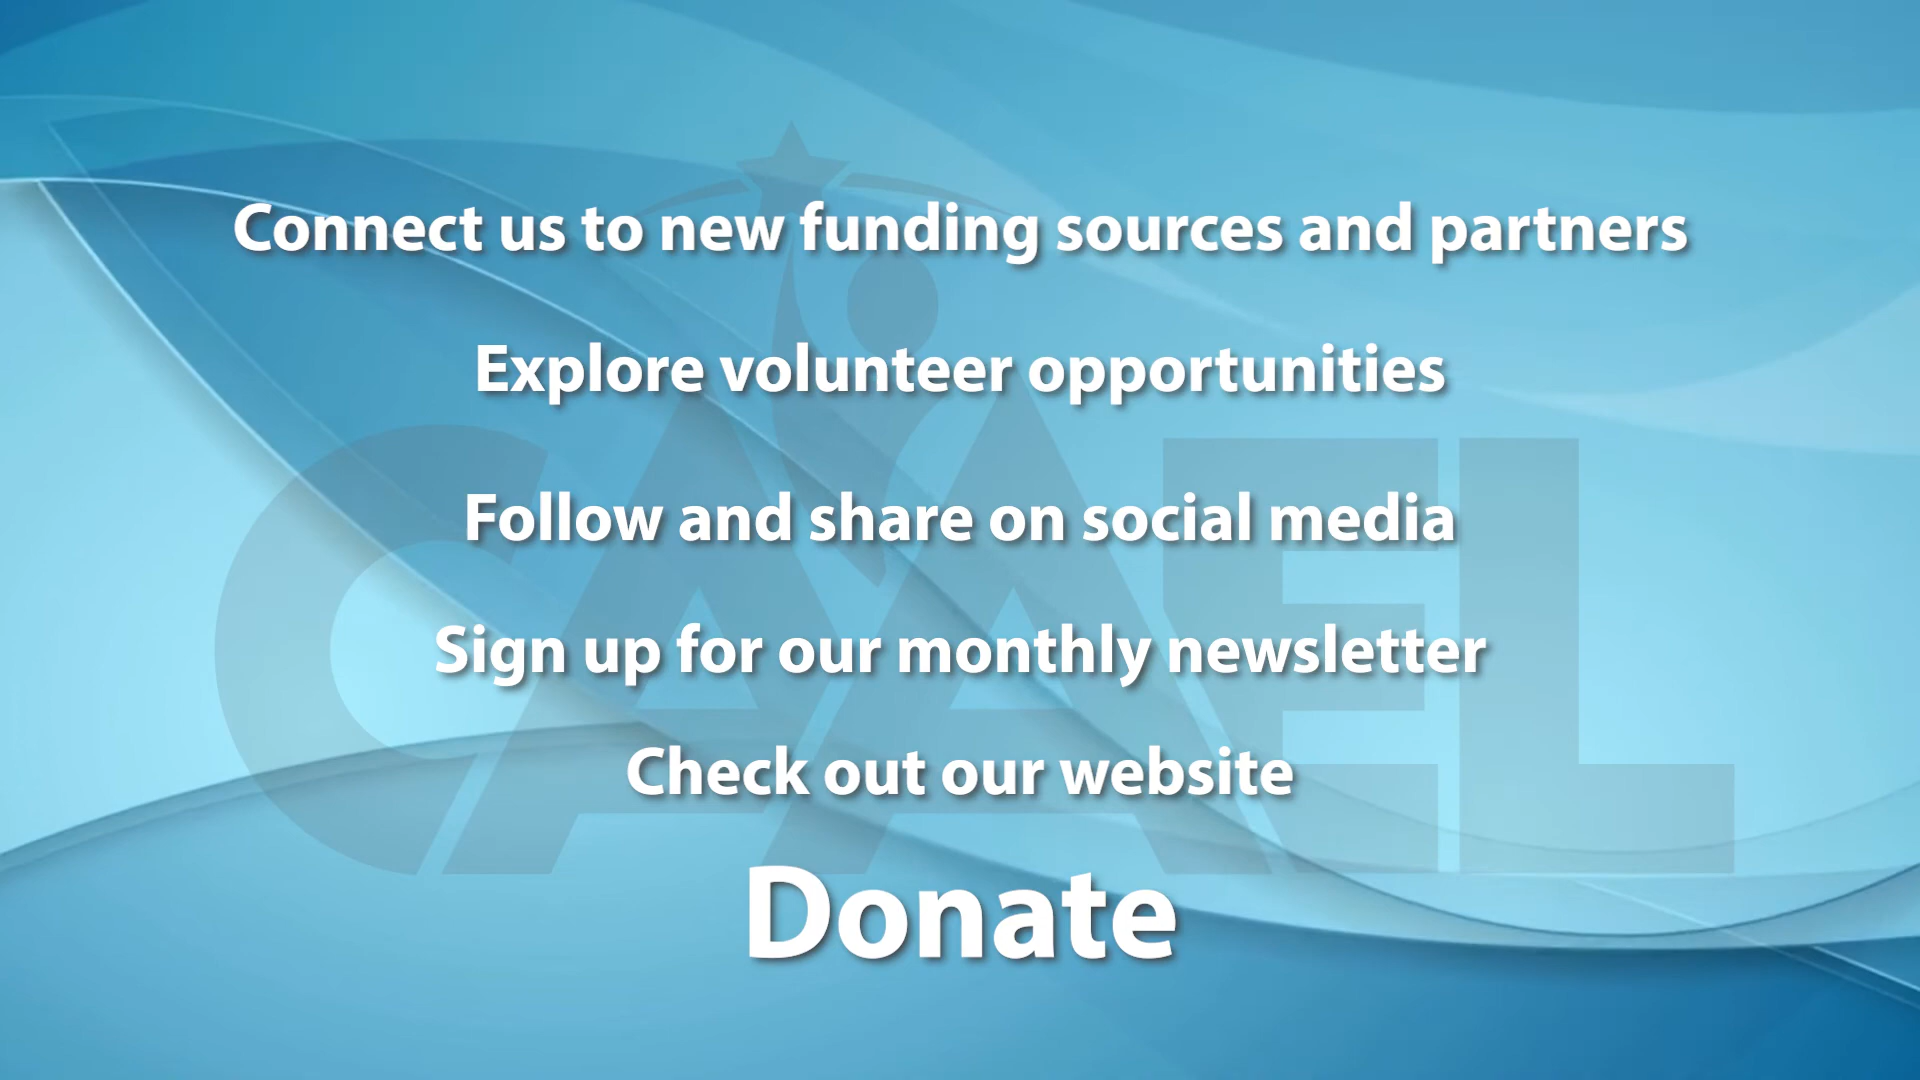 Connect us to new funding sources and partners
Explore volunteer opportunities
CAAEL
Follow and share on social media
Sign up for our monthly newsletter
Check out our website
Donate